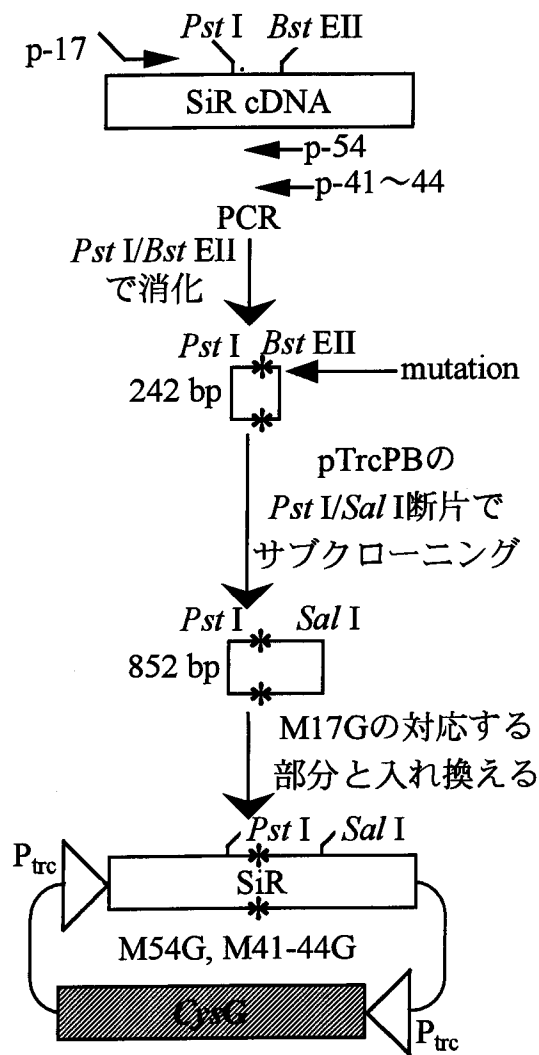 Pst I Bst EII
p-17
SiR cDNA
p-54
p-41～44
PCR
Pst I/Bst EII
で消化
Pst I Bst EII
mutation
242 bp
pTrcPBの
Pst I/Sal I断片で
サブクローニング
Pst I Sal I
852 bp
M17Gの対応する
部分と入れ換える
Pst I Sal I
Ptrc
SiR
M54G, M41-44G
CysG
Ptrc